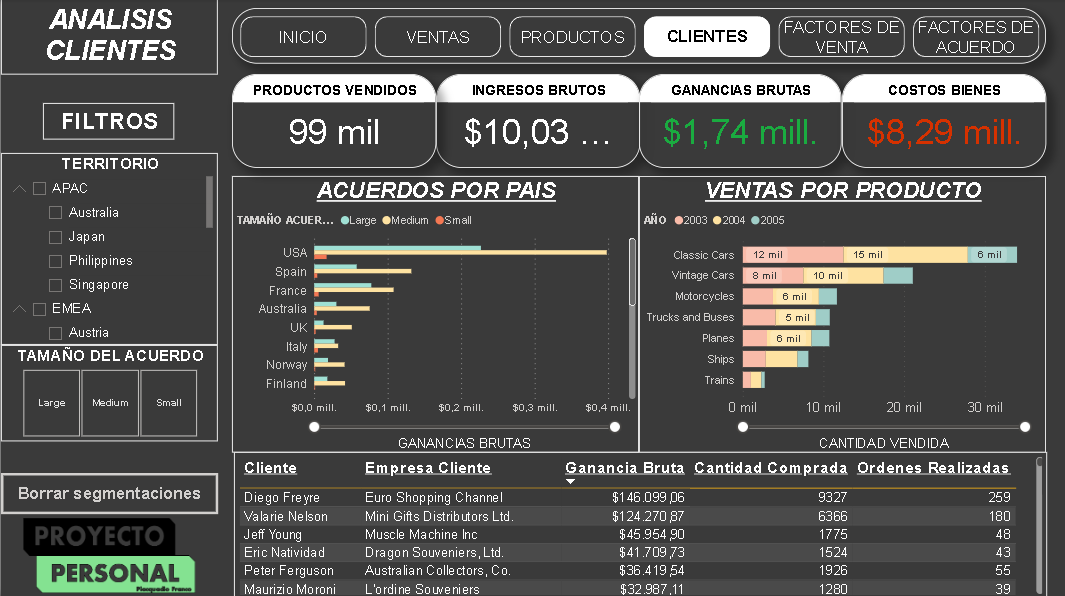 ANALISIS
CLIENTES
INICIO
VENTAS
PRODUCTOS
CLIENTES
FACTORES DE
VENTA
FACTORES DE
ACUERDO
FILTROS
TERRITORIO
APAC
Australia
Japan
Philippines
Singapore
EMEA
Austria
TAMAÑO DEL ACUERDO
Large
Medium
Small
Borrar segmentaciones
PROYECTO
PERSONAL
PRODUCTOS VENDIDOS
99 mil
INGRESOS BRUTOS
$10,03 ...
GANANCIAS BRUTAS
$1,74 mill.
COSTOS BIENES
$8,29 mill.
ACUERDOS POR PAIS
TAMAÑO ACUER... Large Medium Small
USA
Spain
France
Australia
UK
Italy
Norway
Finland
$0,0 mill. $0,1 mill. $0,2 mill. $0,3 mill. $0,4 mill.
GANANCIAS BRUTAS
VENTAS POR PRODUCTO
AÑO 2003 2004 2005
Classic Cars 12 mil 15 mil 6 mil
Vintage Cars 8 mil 10 mil
Motorcycles 6 mil
Trucks and Buses 5 mil
Planes 6 mil
Ships
Trains
0 mil 10 mil 20 mil 30 mil
CANTIDAD VENDIDA
Cliente Empresa Cliente Ganancia Bruta Cantidad Comprada Ordenes Realizadas
Diego Freyre Euro Shopping Channel $146.099,06 9327 259
Valarie Nelson Mini Gifts Distributors Ltd. $124.270,87 6366 180
Jeff Young Muscle Machine Inc $45.954,90 1775 48
Eric Natividad Dragon Souveniers, Ltd. $41.709,73 1524 43
Peter Ferguson Australian Collectors, Co. $36.419,54 1926 55
Maurizio Moroni L'ordine Souveniers $32.987,11 1280 39